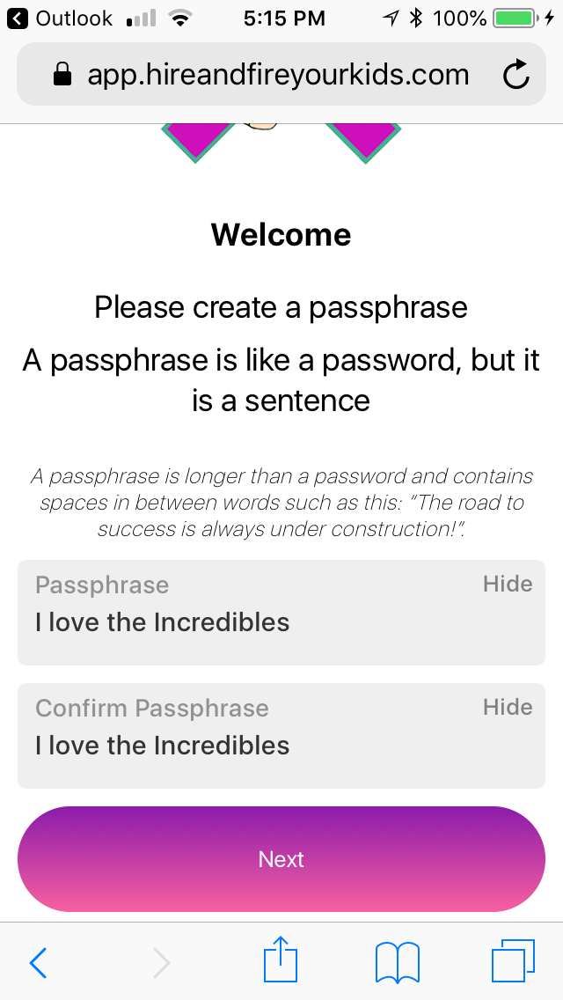 Outlook 5:15 PM 100%
app.hireandfireyourkids.com
Welcome
Please create a passphrase
A passphrase is like a password, but it
is a sentence
A passphrase is longer than a password and contains
spaces in between words such as this: “The road to
success is always under construction!”.
Passphrase Hide
I love the Incredibles
Confirm Passphrase Hide
I love the Incredibles
Next